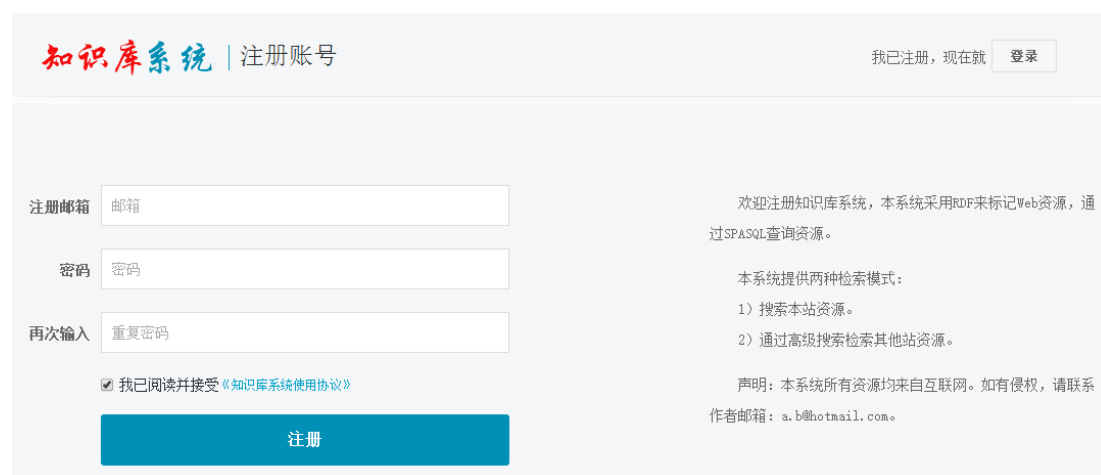 知识库系统 | 注册账号
我已注册，现在就 登录
注册邮箱 邮箱
密码 密码
再次输入 重复密码
我已阅读并接受《知识库系统使用协议》
注册
欢迎注册知识库系统，本系统采用RDF来标记Web资源，通
过SPASQL查询资源。
本系统提供两种检索模式：
1）搜索本站资源。
2）通过高级搜索检索其他站资源。
声明：本系统所有资源均来自互联网。如有侵权，请联系
作者邮箱：a.b@hotmail.com。